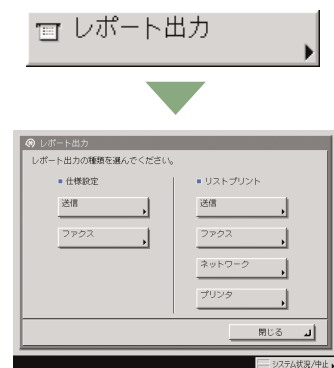 レポート出力
レポート出力
レポート出力の種類を選んでください。
仕様設定
送信
ファクス
リストプリント
送信
ファクス
ネットワーク
プリンタ
閉じる
システム状況/中止